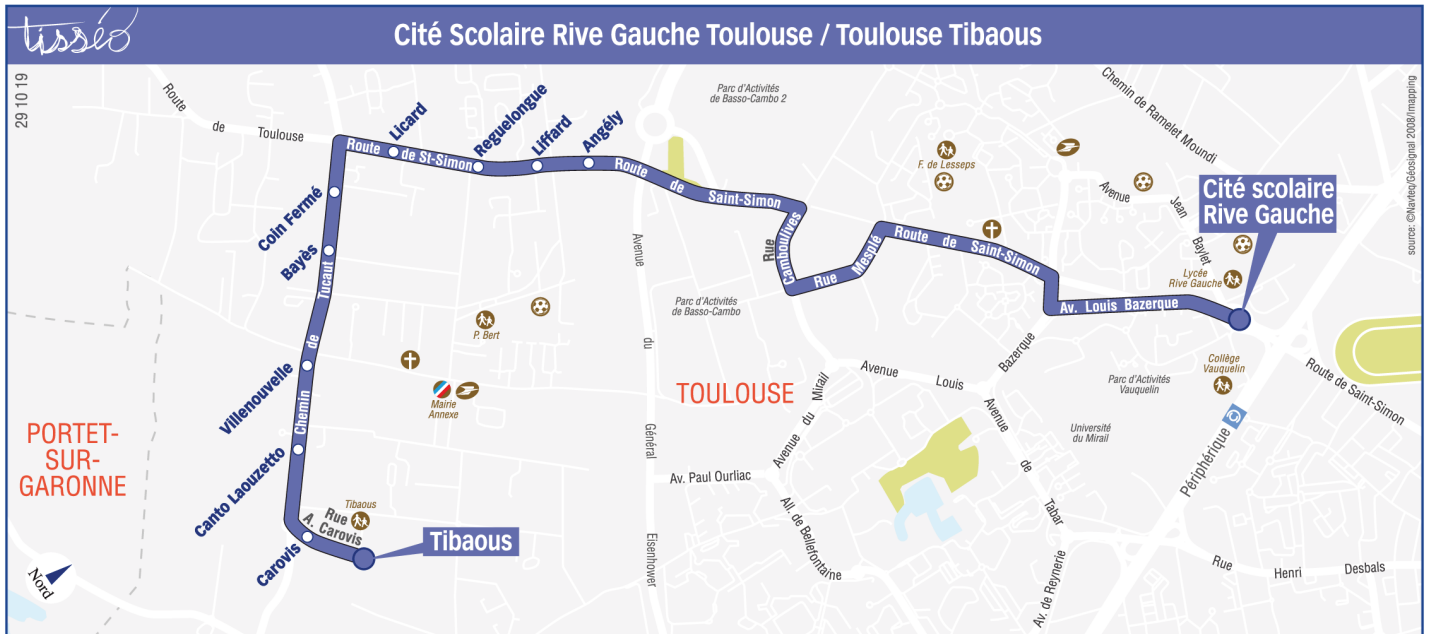 tisséo
Cité Scolaire Rive Gauche Toulouse / Toulouse Tibaous
29 10 19
source: ©Navteq/Géosignal 2008/Imapping
Route
de
Toulouse
Licard
Reguelongue
Liffard
Angély
Parc d'Activités
de Basso-Cambo 2
Chemin de Ramelet Moundi
F. de Lesseps
Avenue
Jean
Baylet
Cité scolaire
Rive Gauche
Lycée
Rive Gauche
Route
de St-Simon
Route
de
Saint-Simon
Rue
Camboulives
Rue
Mesplé
Route de Saint-Simon
Av. Louis Bazerque
Coin Fermé
Bayès
Villenouvelle
Canto Laouzetto
Carovis
Chemin
de
Tucaut
P. Bert
Mairie
Annexe
Parc d'Activités
de Basso-Cambo
Avenue
du
Général
Eisenhower
TOULOUSE
Avenue
Louis
Bazerque
Avenue du Mirail
Av. Paul Ourliac
All. de Bellefontaine
Avenue
de
Tabar
Université
du Mirail
Parc d'Activités
Vauquelin
Collège
Vauquelin
Route de Saint-Simon
Périphérique
Av. de Reynerie
Rue
Henri
Desbals
PORTET-
SUR-
GARONNE
Tibaous
Rue
A. Carovis
Tibaous
Nord